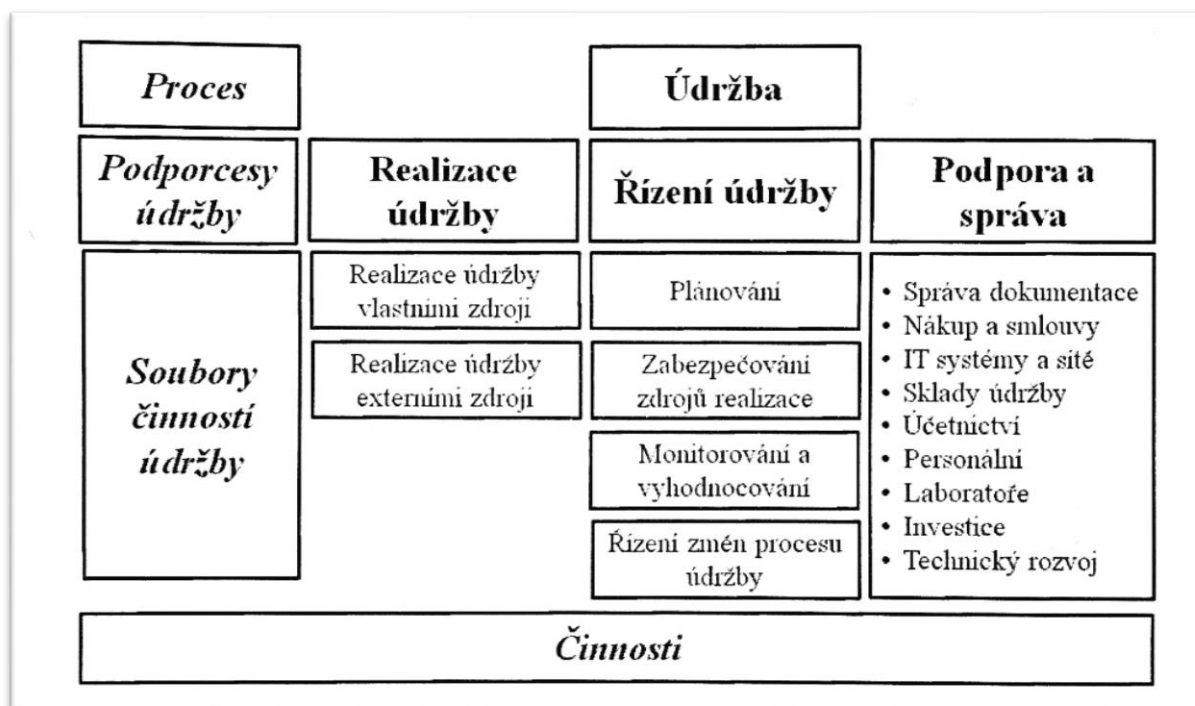 Proces
Údržba
Podporcesy
údržby
Realizace
údržby
Řízení údržby
Podpora a
správa
Soubory
činností
údržby
Realizace údržby
vlastními zdroji
Realizace údržby
externími zdroji
Plánování
Zabezpečování
zdrojů realizace
Monitorování a
vyhodnocování
Řízení změn procesu
údržby
• Správa dokumentace
• Nákup a smlouvy
• IT systémy a sítě
• Sklady údržby
• Účetnictví
• Personální
• Laboratoře
• Investice
• Technický rozvoj
Činnosti